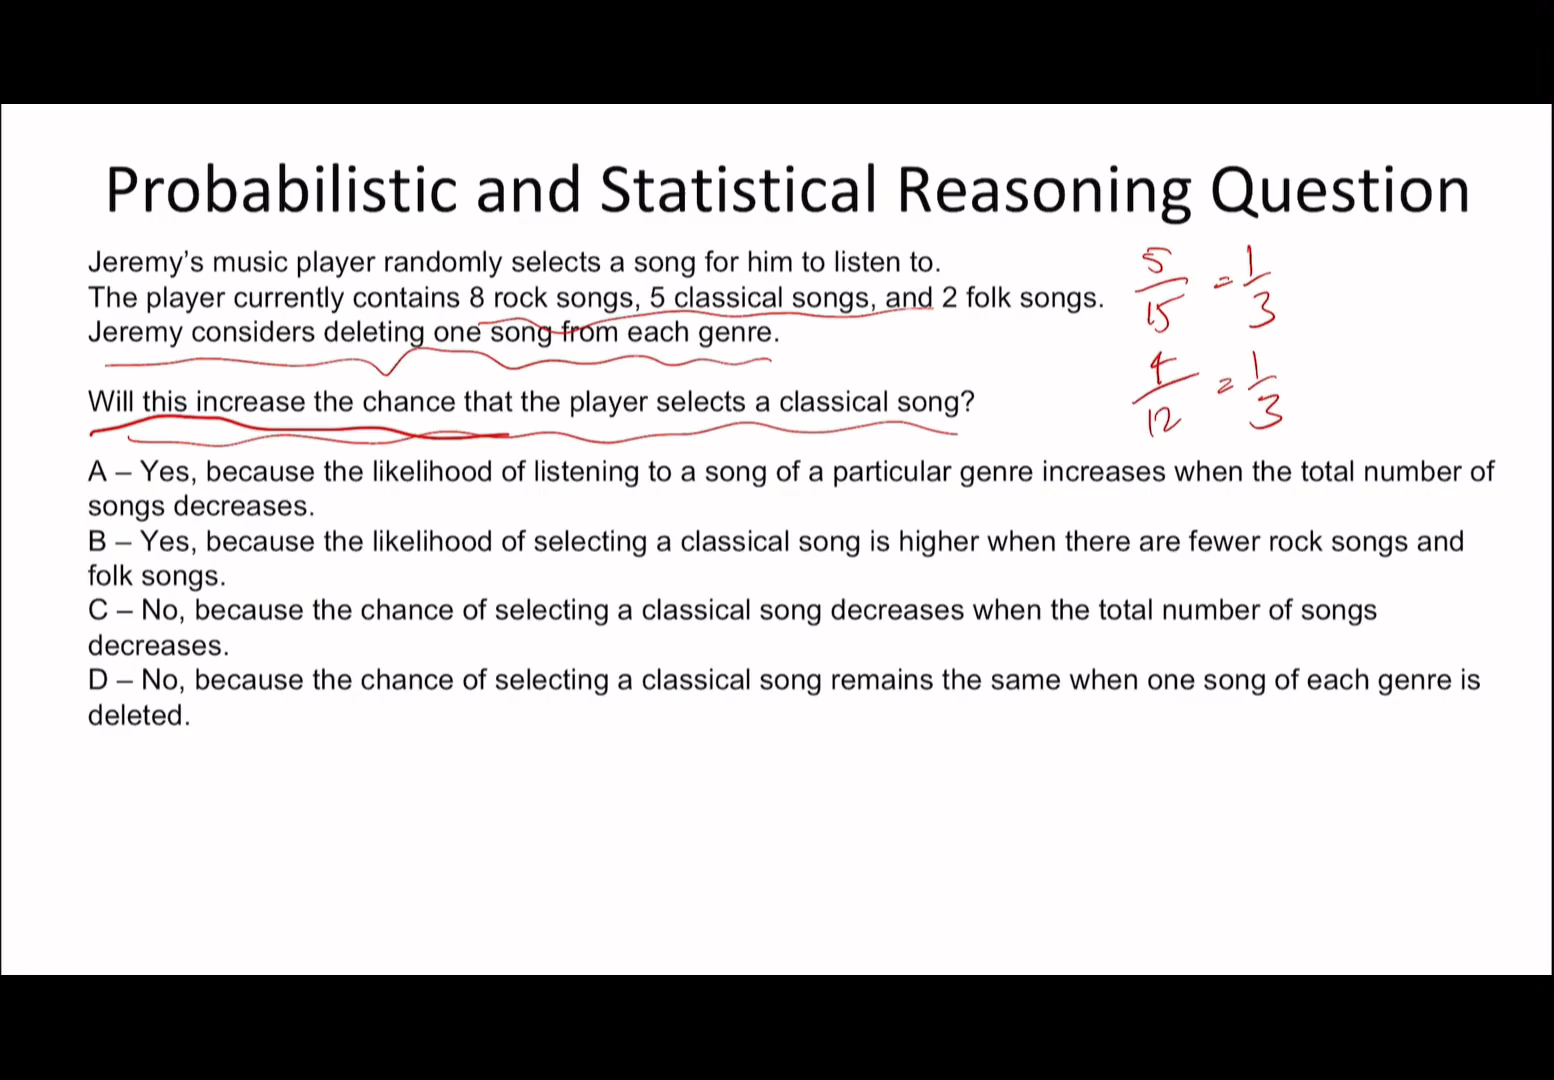 Probabilistic and Statistical Reasoning Question
Jeremy’s music player randomly selects a song for him to listen to.
The player currently contains 8 rock songs, 5 classical songs, and 2 folk songs.
Jeremy considers deleting one song from each genre.
5/15 = 1/3
4/12 = 1/3
Will this increase the chance that the player selects a classical song?
A – Yes, because the likelihood of listening to a song of a particular genre increases when the total number of
songs decreases.
B – Yes, because the likelihood of selecting a classical song is higher when there are fewer rock songs and
folk songs.
C – No, because the chance of selecting a classical song decreases when the total number of songs
decreases.
D – No, because the chance of selecting a classical song remains the same when one song of each genre is
deleted.